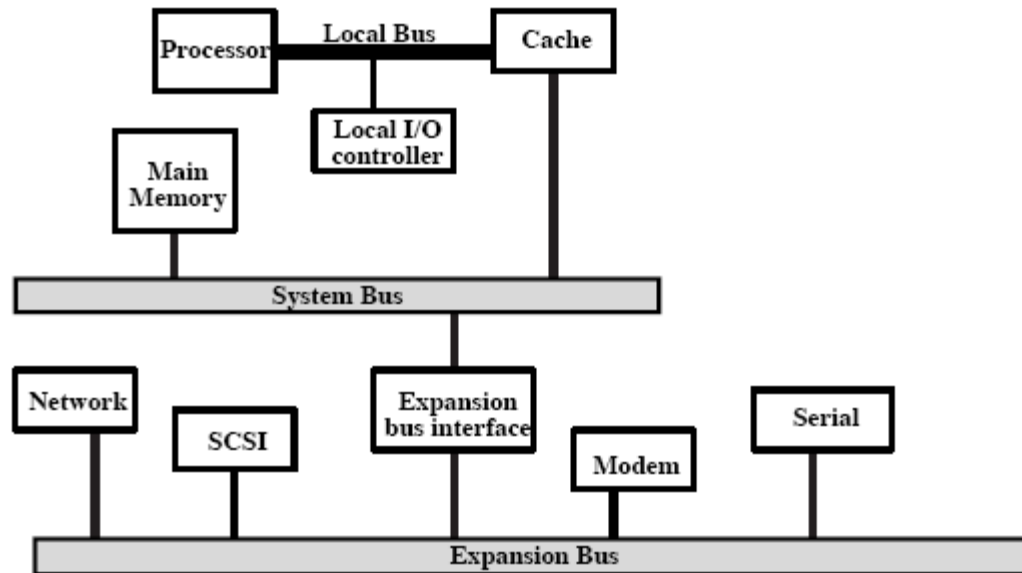 Local Bus
Processor
Cache
Local I/O
controller
Main
Memory
System Bus
Network
SCSI
Expansion
bus interface
Modem
Serial
Expansion Bus